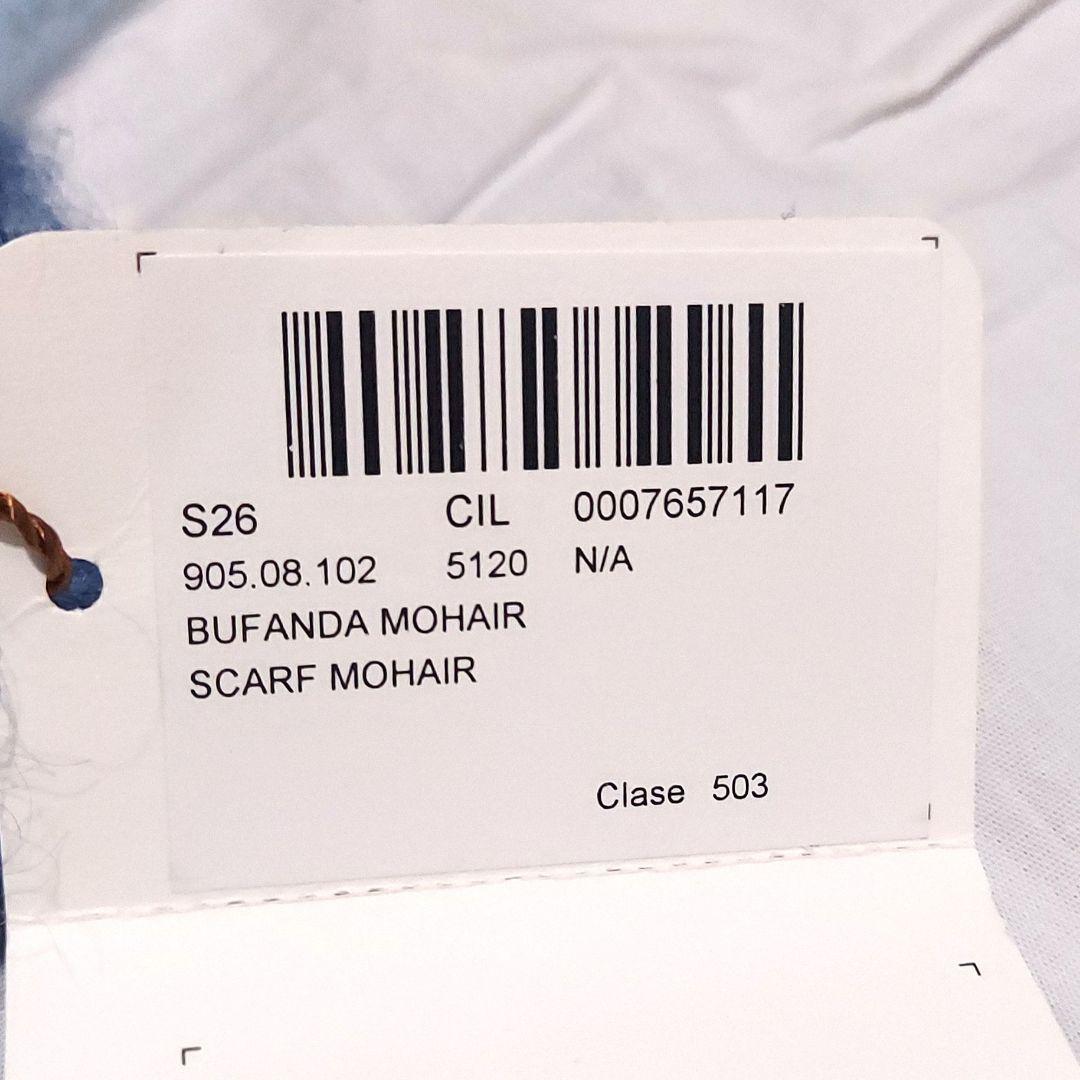 S26 CIL 0007657117
905.08.102 5120 N/A
BUFANDA MOHAIR
SCARF MOHAIR
Clase 503